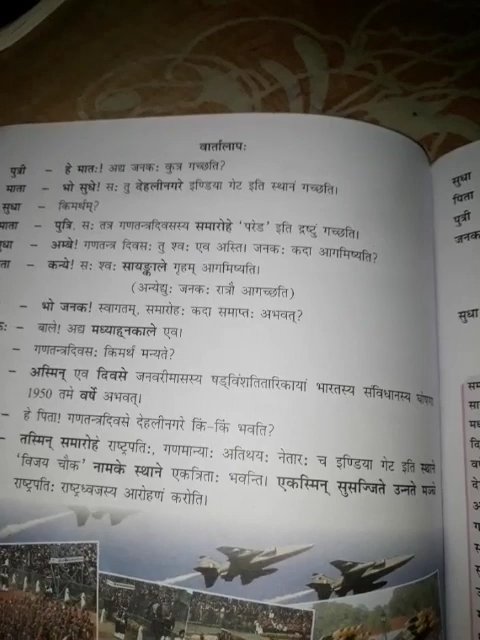 वार्तालापः
पुत्री – हे मातः! अद्य जनकः कुत्र गच्छति?
माता – भो सुधे! सः तु देहलीनगरे इण्डिया गेट इति स्थानं गच्छति।
सुधा – किमर्थम्?
माता – पुत्रि, सः तत्र गणतन्त्रदिवसस्य समारोहे 'परेड' इति द्रष्टुं गच्छति।
सुधा – अम्बे! गणतन्त्र दिवसः तु श्वः एव अस्ति। जनकः कदा आगमिष्यति?
ता – कन्ये! सः श्वः सायङ्काले गृहम् आगमिष्यति।
(अन्येद्युः जनकः रात्रौ आगच्छति)
– भो जनक! स्वागतम्, समारोहः कदा समाप्तः अभवत्?
कः – बाले! अद्य मध्याह्नकाले एव।
– गणतन्त्रदिवसः किमर्थं मन्यते?
– अस्मिन् एव दिवसे जनवरीमासस्य षड्विंशतितारिकायां भारतस्य संविधानस्य घोषणा
1950 तमे वर्षे अभवत्।
– हे पिता! गणतन्त्रदिवसे देहलीनगरे किं-किं भवति?
– तस्मिन् समारोहे राष्ट्रपतिः, गणमान्याः अतिथयः नेतारः च इण्डिया गेट इति स्थाने
'विजय चौक' नामके स्थाने एकत्रिताः भवन्ति। एकस्मिन् सुसज्जिते उन्नते मञ्चे
राष्ट्रपतिः राष्ट्रध्वजस्य आरोहणं करोति।
सुधा
पिता
पुत्री
जनक
सुधा